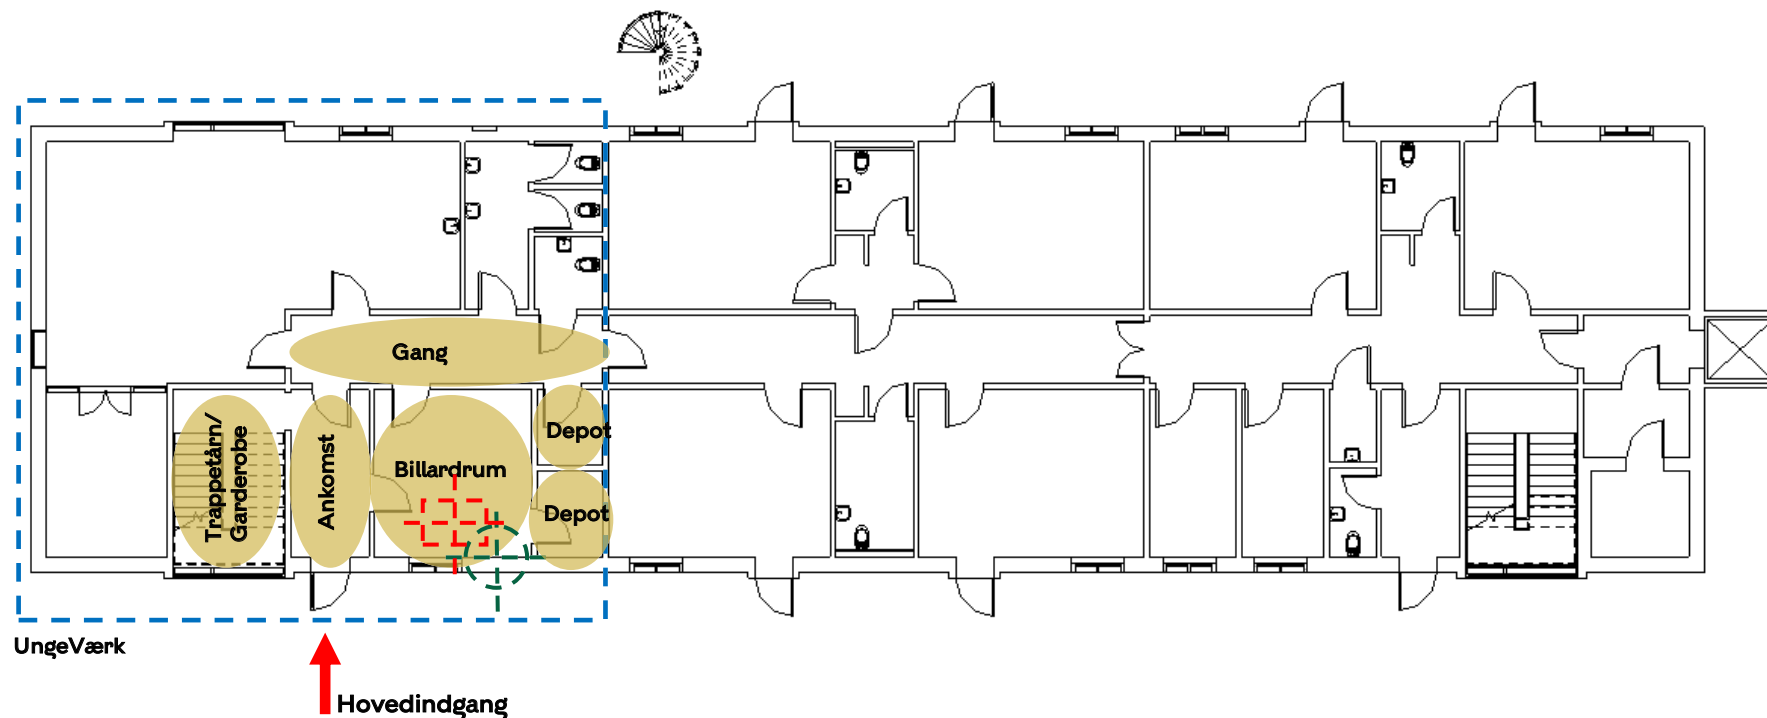 Gang
Trappetårn/
Garderobe
Ankomst
Billardrum
Depot
Depot
UngeVærk
Hovedindgang